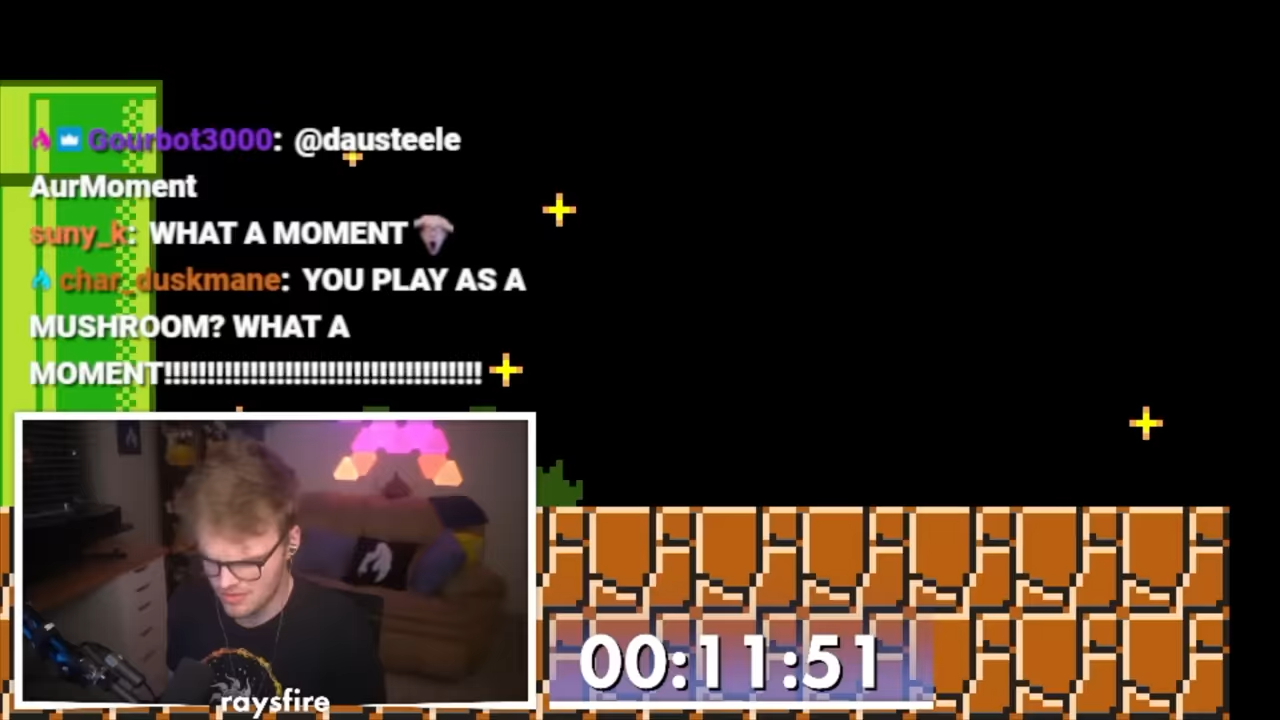 Gourbot3000: @dausteele
AurMoment
suny_k: WHAT A MOMENT
char_duskmane: YOU PLAY AS A
MUSHROOM? WHAT A
MOMENT!!!!!!!!!!!!!!!!!!!!!!!!!!!!!!!!!!!!!!
raysfire
00:11:51